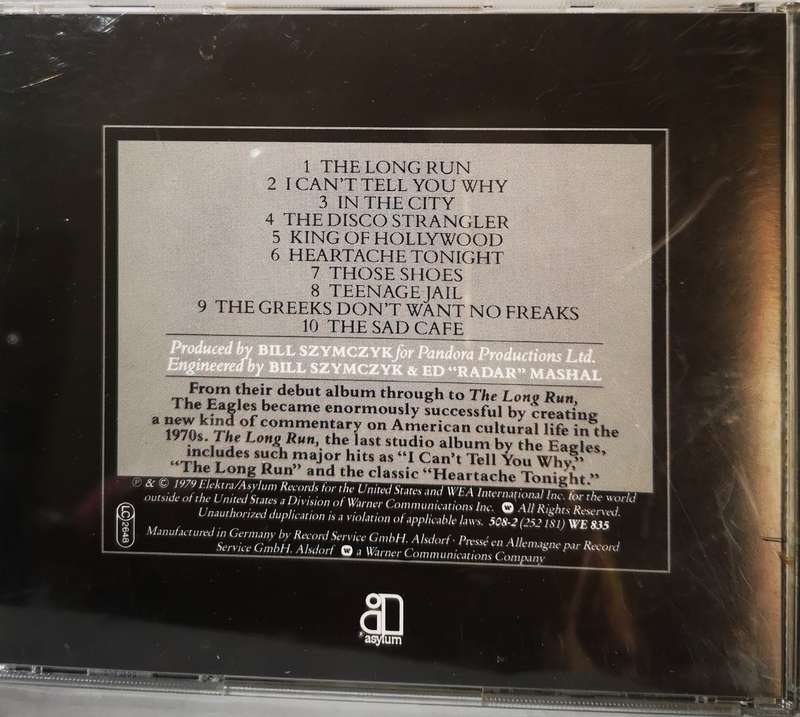 1 THE LONG RUN
2 I CAN'T TELL YOU WHY
3 IN THE CITY
4 THE DISCO STRANGLER
5 KING OF HOLLYWOOD
6 HEARTACHE TONIGHT
7 THOSE SHOES
8 TEENAGE JAIL
9 THE GREEKS DON'T WANT NO FREAKS
10 THE SAD CAFE
Produced by BILL SZYMCZYK for Pandora Productions Ltd.
Engineered by BILL SZYMCZYK & ED "RADAR" MASHAL
From their debut album through to The Long Run,
The Eagles became enormously successful by creating
a new kind of commentary on American cultural life in the
1970s. The Long Run, the last studio album by the Eagles,
includes such major hits as "I Can't Tell You Why,"
"The Long Run" and the classic "Heartache Tonight."
℗ & © 1979 Elektra/Asylum Records for the United States and WEA International Inc. for the world
outside of the United States a Division of Warner Communications Inc. W All Rights Reserved.
Unauthorized duplication is a violation of applicable laws. 508-2 (252 181) WE 835
LC 2648
Manufactured in Germany by Record Service GmbH. Alsdorf · Pressé en Allemagne par Record
Service GmbH. Alsdorf W a Warner Communications Company
asylum